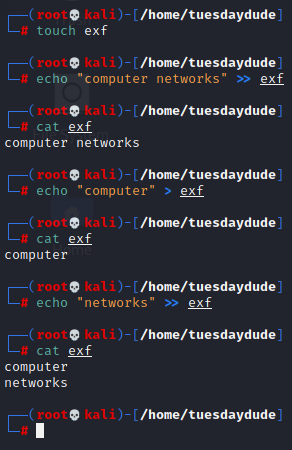 ┌──(root💀kali)-[/home/tuesdaydude]
└─# touch exf
┌──(root💀kali)-[/home/tuesdaydude]
└─# echo "computer networks" >> exf
┌──(root💀kali)-[/home/tuesdaydude]
└─# cat exf
computer networks
┌──(root💀kali)-[/home/tuesdaydude]
└─# echo "computer" > exf
┌──(root💀kali)-[/home/tuesdaydude]
└─# cat exf
computer
┌──(root💀kali)-[/home/tuesdaydude]
└─# echo "networks" >> exf
┌──(root💀kali)-[/home/tuesdaydude]
└─# cat exf
computer
networks
┌──(root💀kali)-[/home/tuesdaydude]
└─#